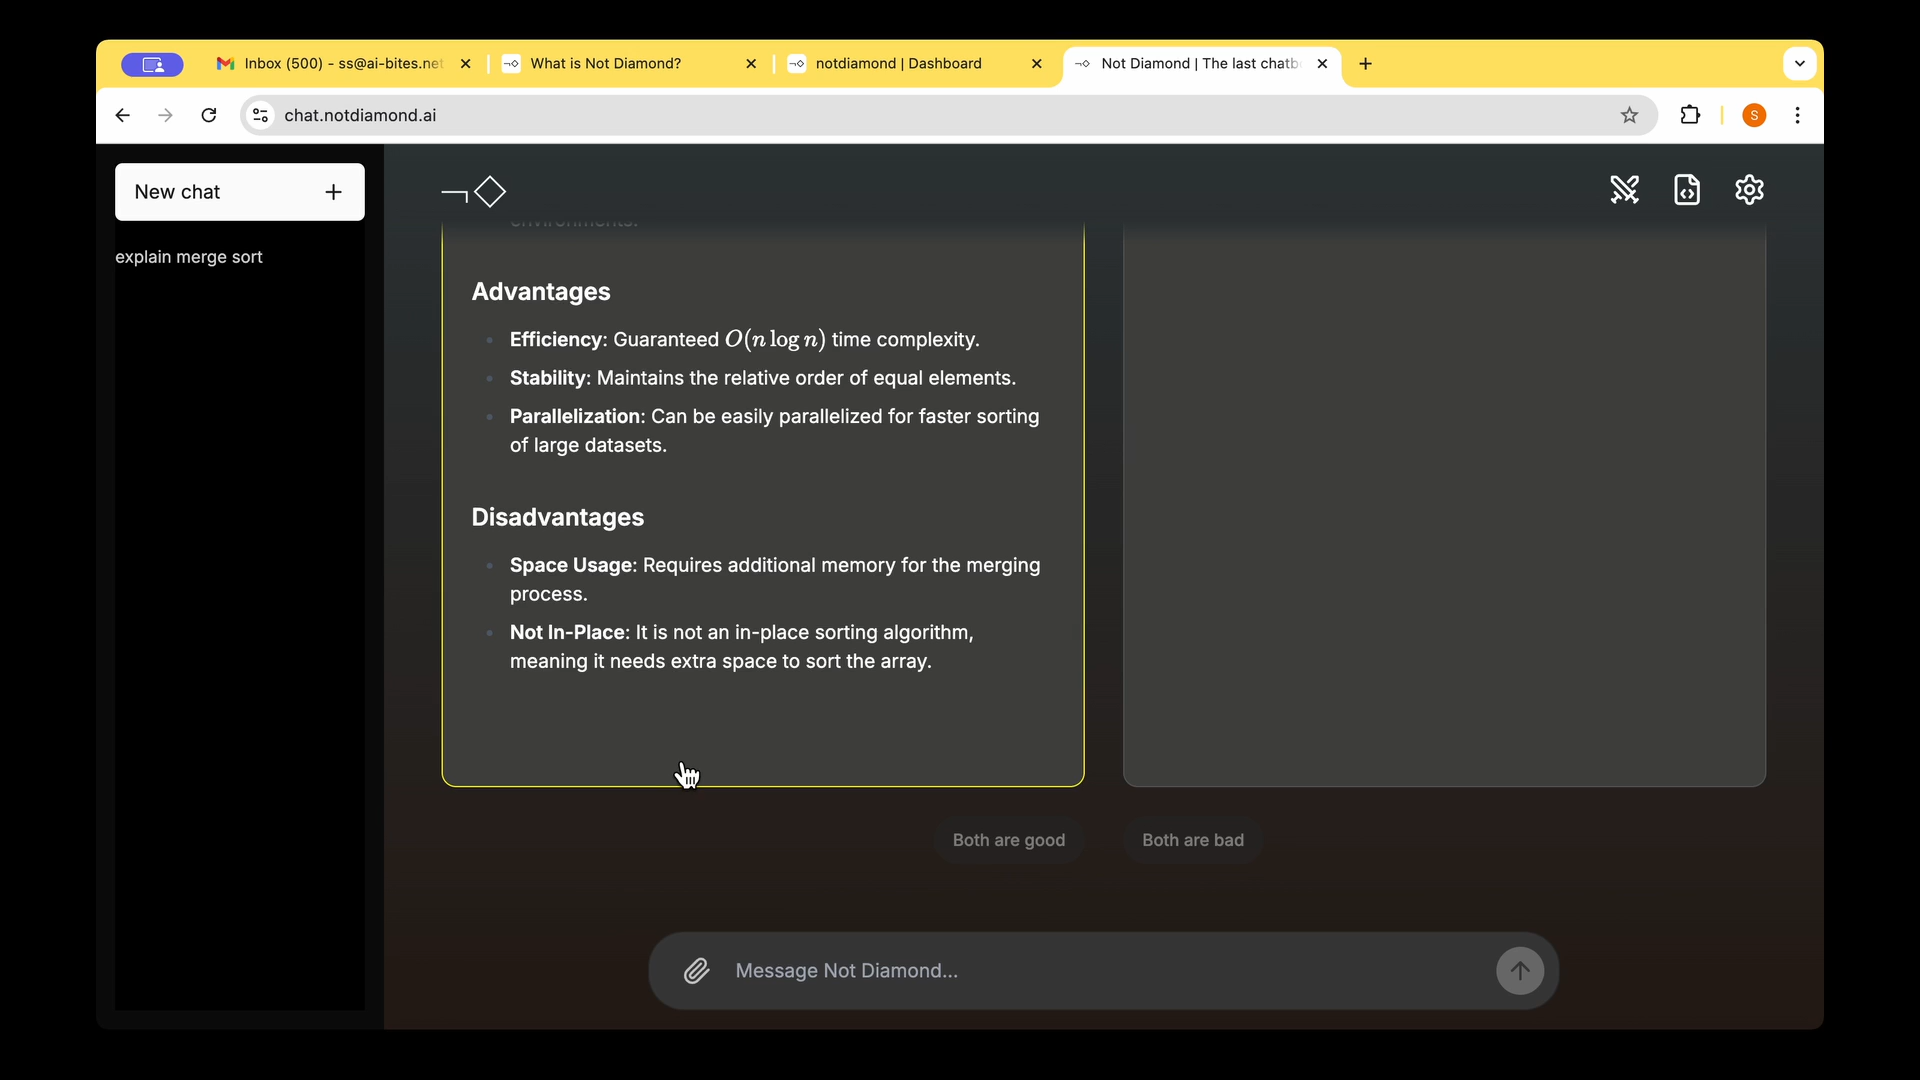 Inbox (500) - ss@ai-bites.net
What is Not Diamond?
notdiamond | Dashboard
Not Diamond | The last chatb
chat.notdiamond.ai
S
New chat
explain merge sort
environments.
Advantages
Efficiency: Guaranteed O(n log n) time complexity.
Stability: Maintains the relative order of equal elements.
Parallelization: Can be easily parallelized for faster sorting
of large datasets.
Disadvantages
Space Usage: Requires additional memory for the merging
process.
Not In-Place: It is not an in-place sorting algorithm,
meaning it needs extra space to sort the array.
Both are good
Both are bad
Message Not Diamond...